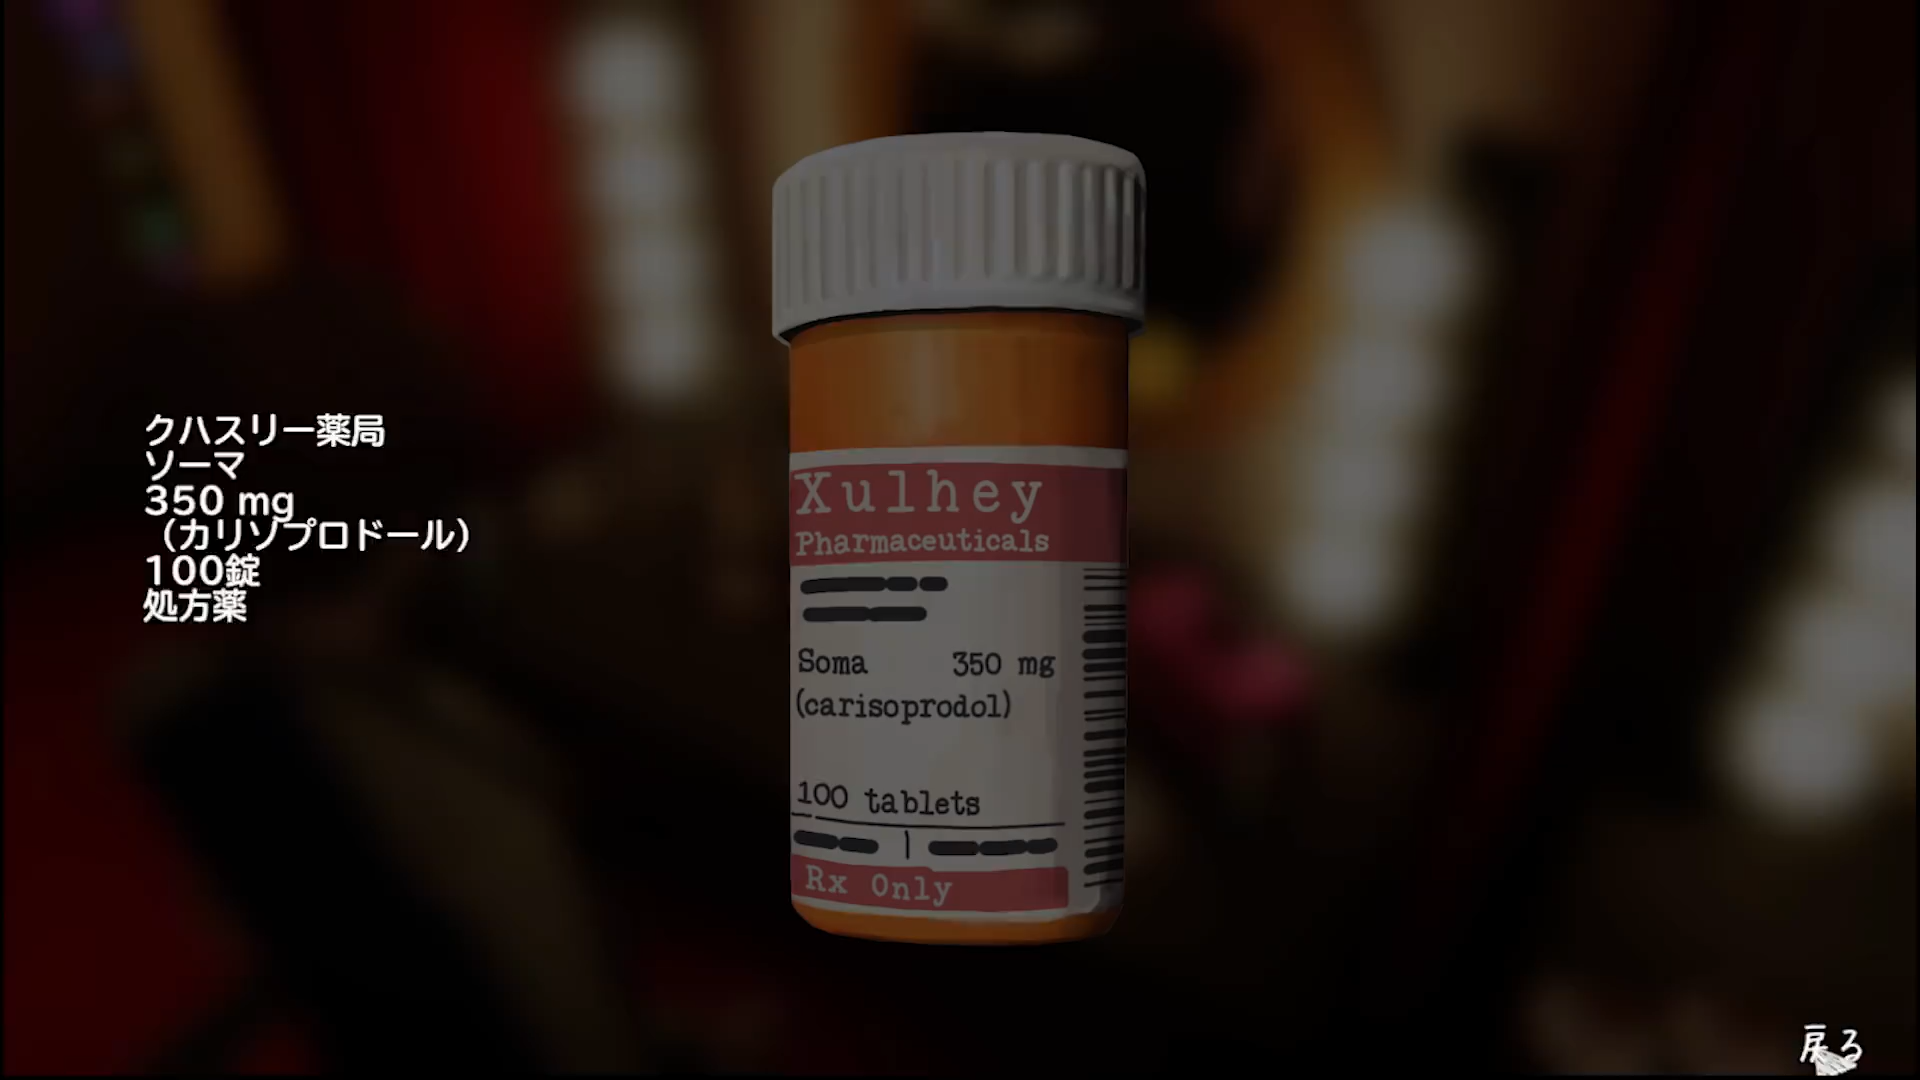 クハスリー薬局
ソーマ
350 mg
（カリソプロドール）
100錠
処方薬
Xulhey
Pharmaceuticals
Soma 350 mg
(carisoprodol)
100 tablets
Rx Only
戻る